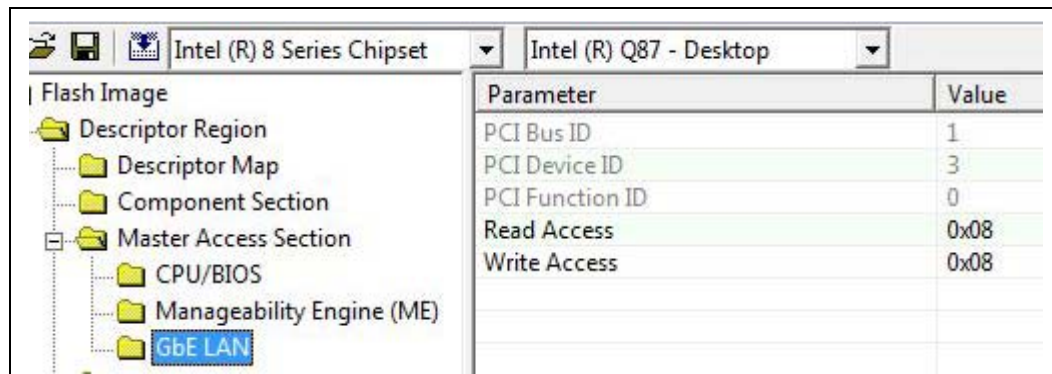 Intel (R) 8 Series Chipset Intel (R) Q87 - Desktop
Flash Image
Descriptor Region
Descriptor Map
Component Section
Master Access Section
CPU/BIOS
Manageability Engine (ME)
GbE LAN
Parameter Value
PCI Bus ID 1
PCI Device ID 3
PCI Function ID 0
Read Access 0x08
Write Access 0x08